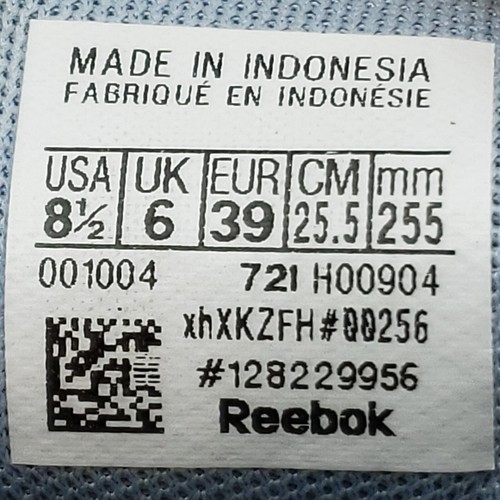 MADE IN INDONESIA
FABRIQUÉ EN INDONÉSIE
USA UK EUR CM mm
8½ 6 39 25.5 255
001004 721 H00904
xhXKZFH#00256
#128229956
Reebok